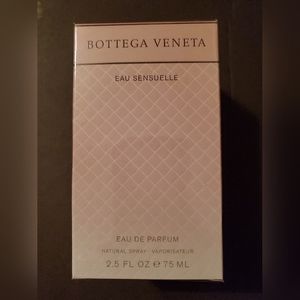 BOTTEGA VENETA
EAU SENSUELLE
EAU DE PARFUM
NATURAL SPRAY · VAPORISATEUR
2.5 FL OZ ℮ 75 ML